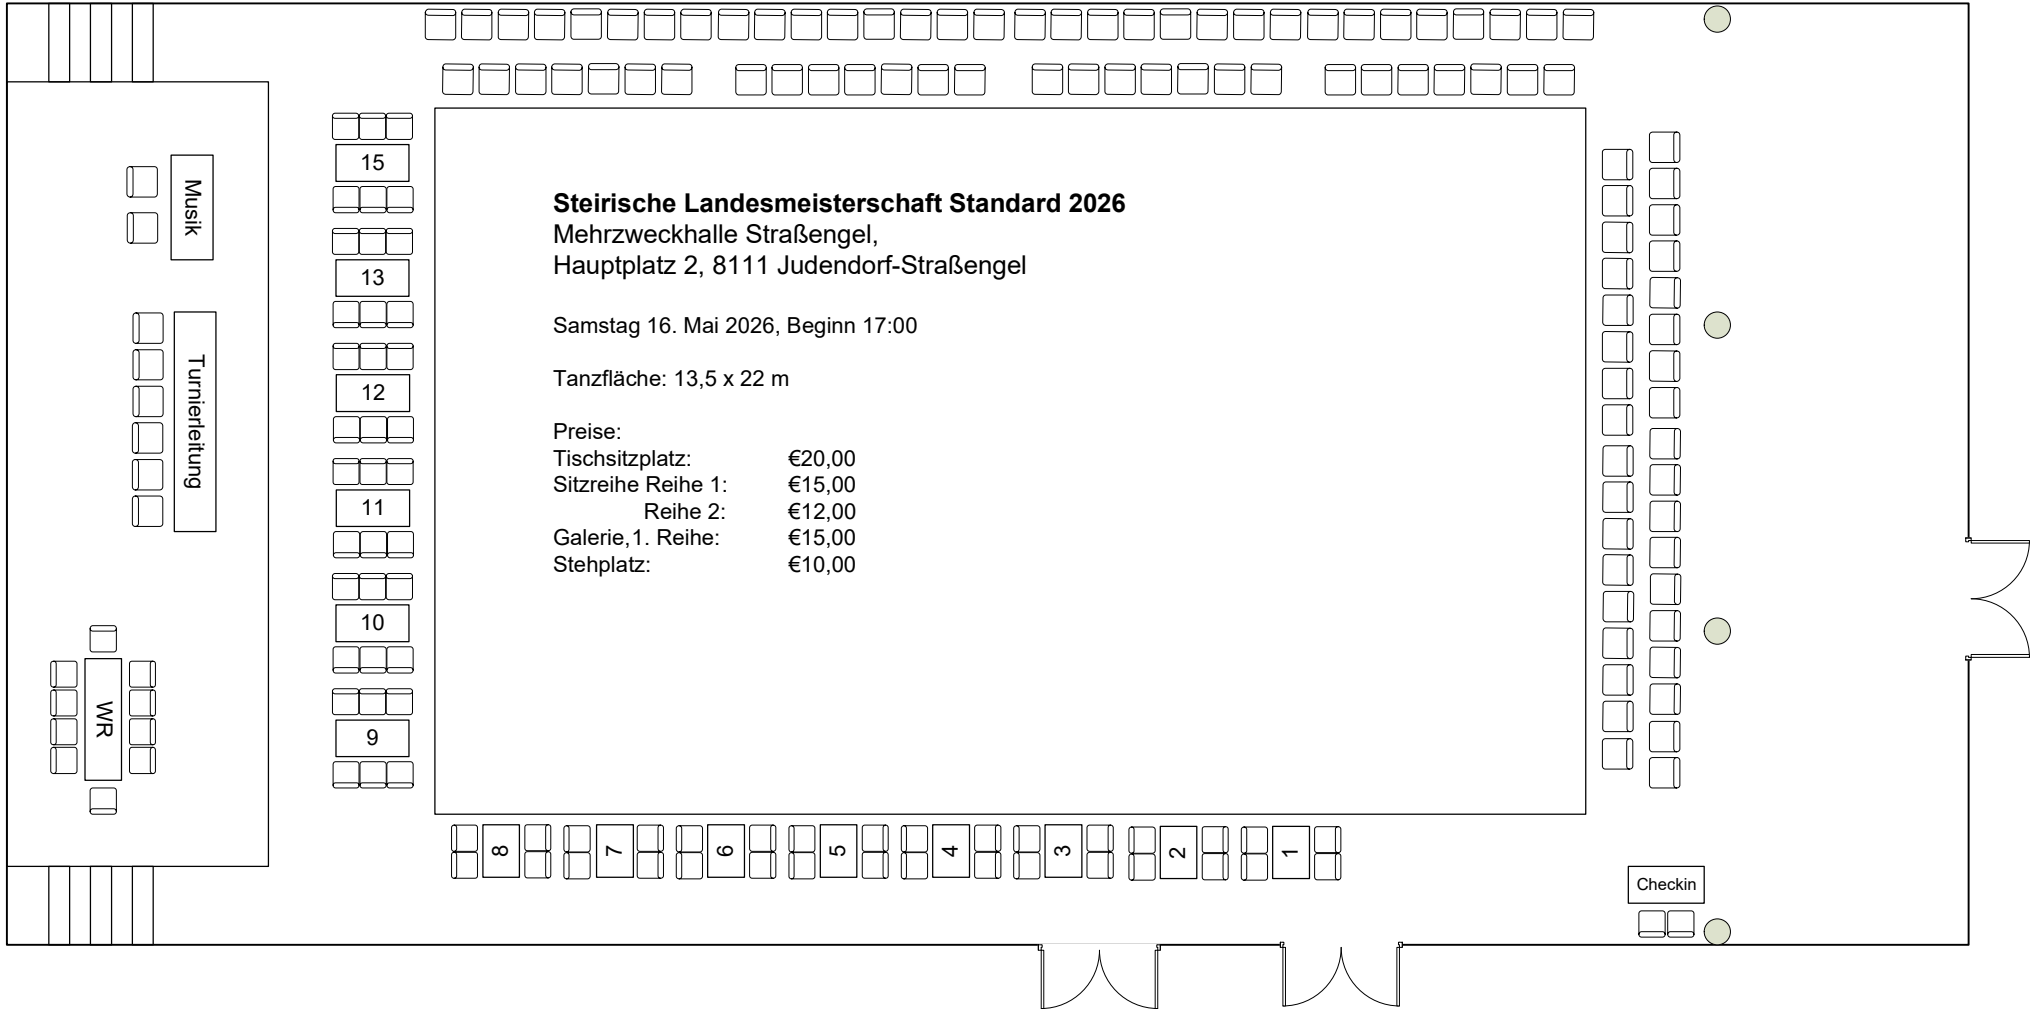 Steirische Landesmeisterschaft Standard 2026
Mehrzweckhalle Straßengel,
Hauptplatz 2, 8111 Judendorf-Straßengel
Samstag 16. Mai 2026, Beginn 17:00
Tanzfläche: 13,5 x 22 m
Preise:
Tischsitzplatz: €20,00
Sitzreihe Reihe 1: €15,00
Reihe 2: €12,00
Galerie,1. Reihe: €15,00
Stehplatz: €10,00
Musik
Turnierleitung
WR
15
13
12
11
10
9
8
7
6
5
4
3
2
1
Checkin